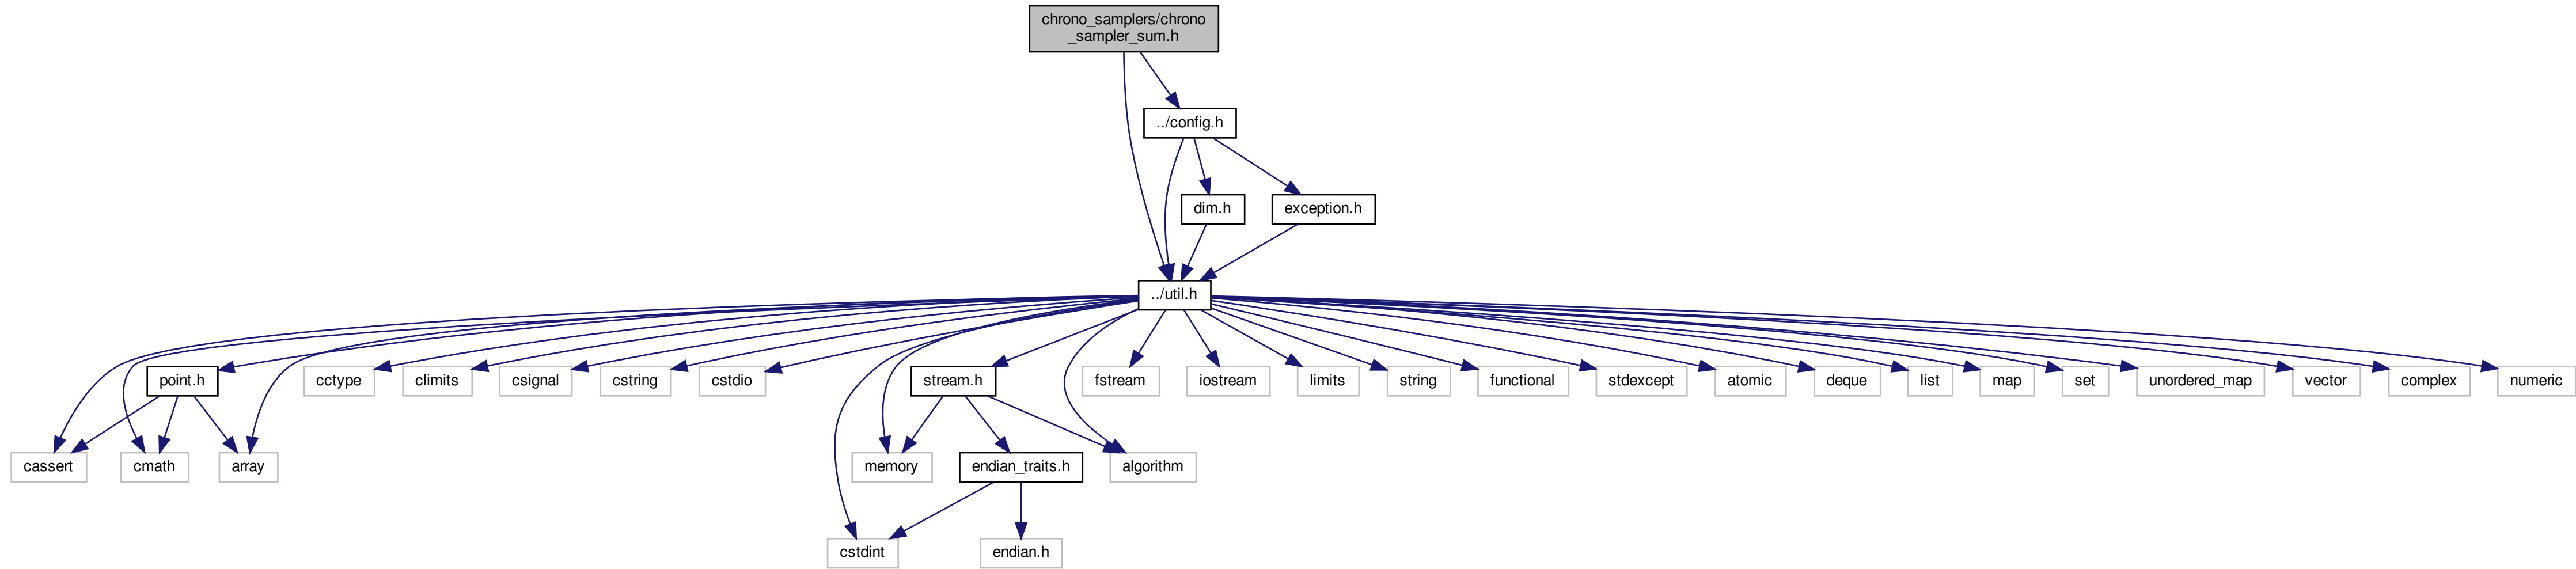 chrono_samplers/chrono
_sampler_sum.h
../config.h
dim.h
exception.h
../util.h
point.h
cctype
climits
csignal
cstring
cstdio
stream.h
fstream
iostream
limits
string
functional
stdexcept
atomic
deque
list
map
set
unordered_map
vector
complex
numeric
cassert
cmath
array
memory
endian_traits.h
algorithm
cstdint
endian.h